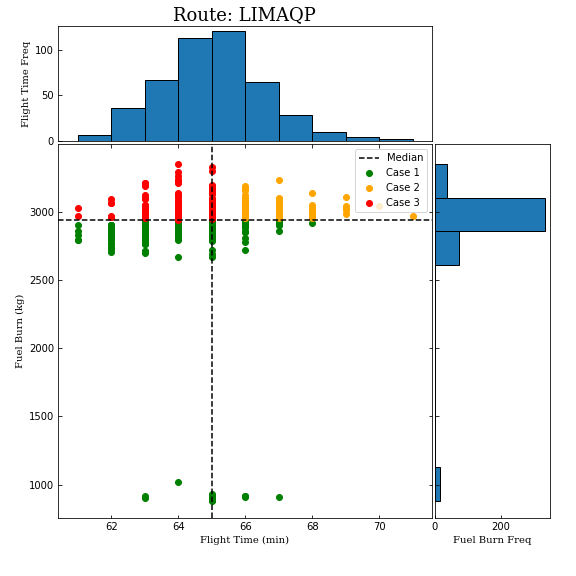 Route: LIMAQP
Flight Time Freq
100
50
0
Median
Case 1
Case 2
Case 3
Fuel Burn (kg)
3000
2500
2000
1500
1000
62 64 66 68 70
Flight Time (min)
0 200
Fuel Burn Freq